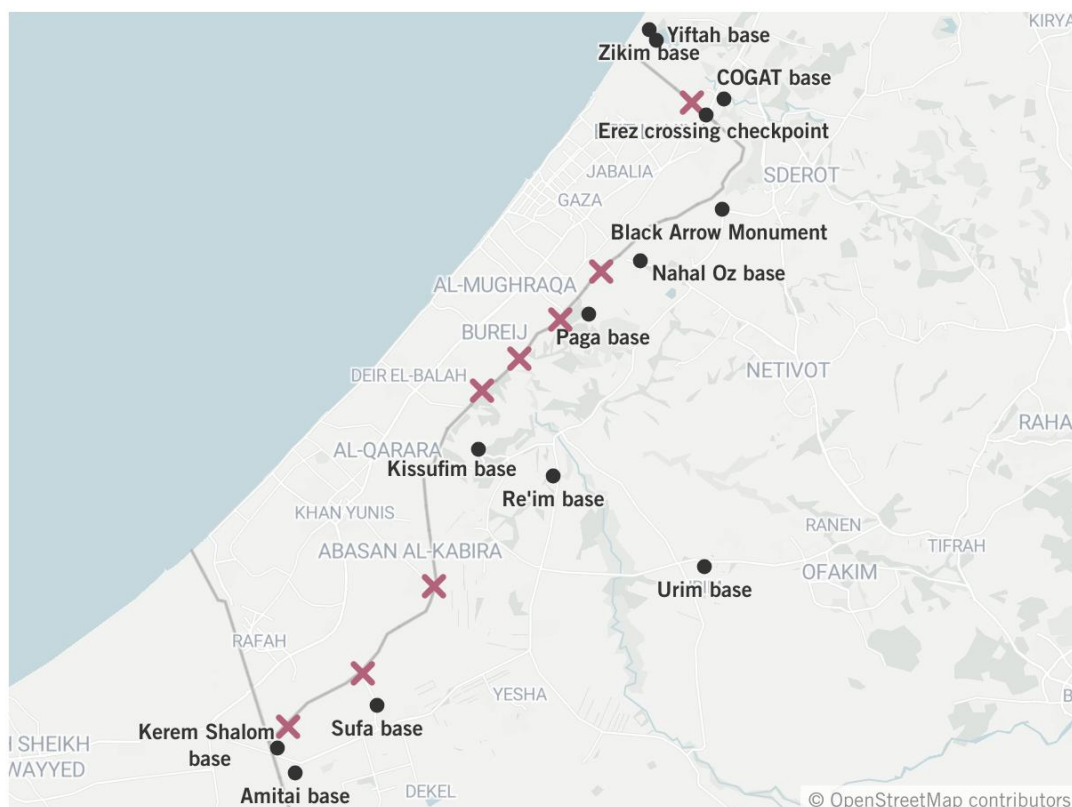 KIRYA
Yiftah base
Zikim base
COGAT base
Erez crossing checkpoint
JABALIA
SDEROT
GAZA
Black Arrow Monument
Nahal Oz base
AL-MUGHRAQA
BUREIJ
Paga base
NETIVOT
DEIR EL-BALAH
RAHA
AL-QARARA
Kissufim base
Re'im base
KHAN YUNIS
RANEN
ABASAN AL-KABIRA
TIFRAH
OFAKIM
Urim base
RAFAH
YESHA
Sufa base
Kerem Shalom
base
I SHEIKH
WAYYED
Amitai base
DEKEL
© OpenStreetMap contributors